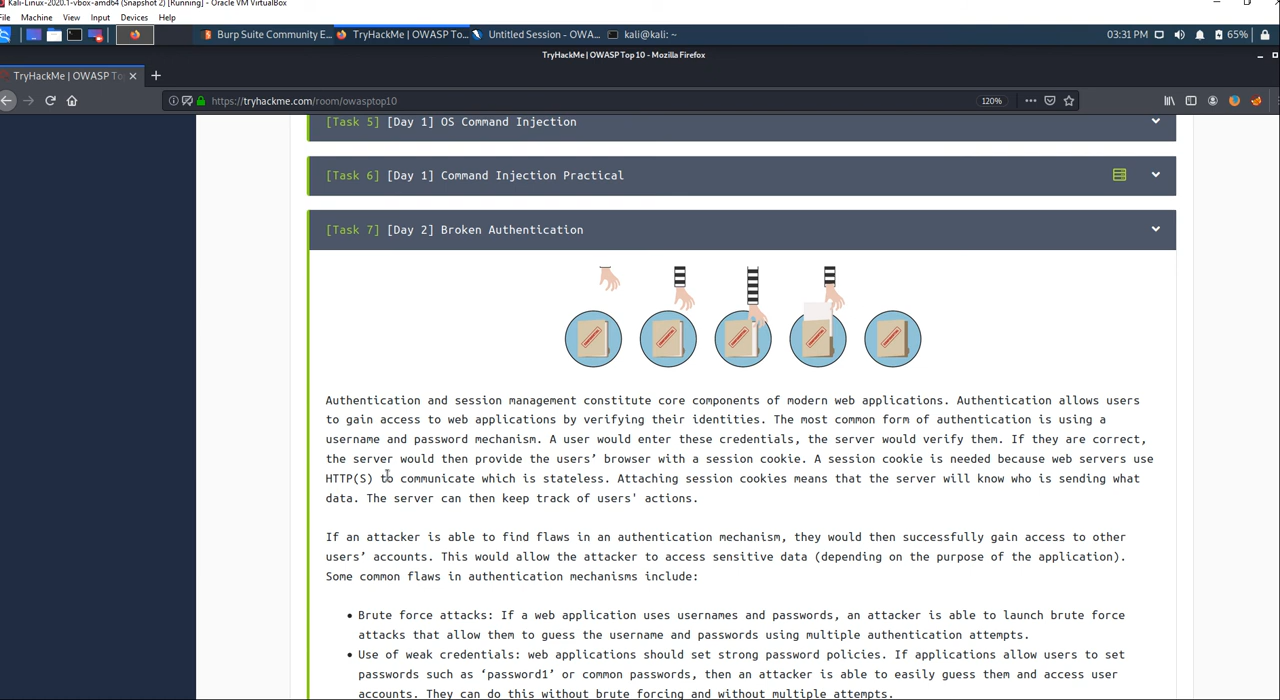 Kali-Linux-2020.1-vbox-amd64 (Snapshot 2) [Running] - Oracle VM VirtualBox
File Machine View Input Devices Help
Burp Suite Community E... TryHackMe | OWASP To... Untitled Session - OWA... kali@kali: ~ 03:31 PM 65%
TryHackMe | OWASP Top 10 - Mozilla Firefox
TryHackMe | OWASP To
https://tryhackme.com/room/owasptop10 120%
[Task 5] [Day 1] OS Command Injection
[Task 6] [Day 1] Command Injection Practical
[Task 7] [Day 2] Broken Authentication
Authentication and session management constitute core components of modern web applications. Authentication allows users
to gain access to web applications by verifying their identities. The most common form of authentication is using a
username and password mechanism. A user would enter these credentials, the server would verify them. If they are correct,
the server would then provide the users’ browser with a session cookie. A session cookie is needed because web servers use
HTTP(S) to communicate which is stateless. Attaching session cookies means that the server will know who is sending what
data. The server can then keep track of users' actions.
If an attacker is able to find flaws in an authentication mechanism, they would then successfully gain access to other
users’ accounts. This would allow the attacker to access sensitive data (depending on the purpose of the application).
Some common flaws in authentication mechanisms include:
• Brute force attacks: If a web application uses usernames and passwords, an attacker is able to launch brute force
attacks that allow them to guess the username and passwords using multiple authentication attempts.
• Use of weak credentials: web applications should set strong password policies. If applications allow users to set
passwords such as ‘password1’ or common passwords, then an attacker is able to easily guess them and access user
accounts. They can do this without brute forcing and without multiple attempts.